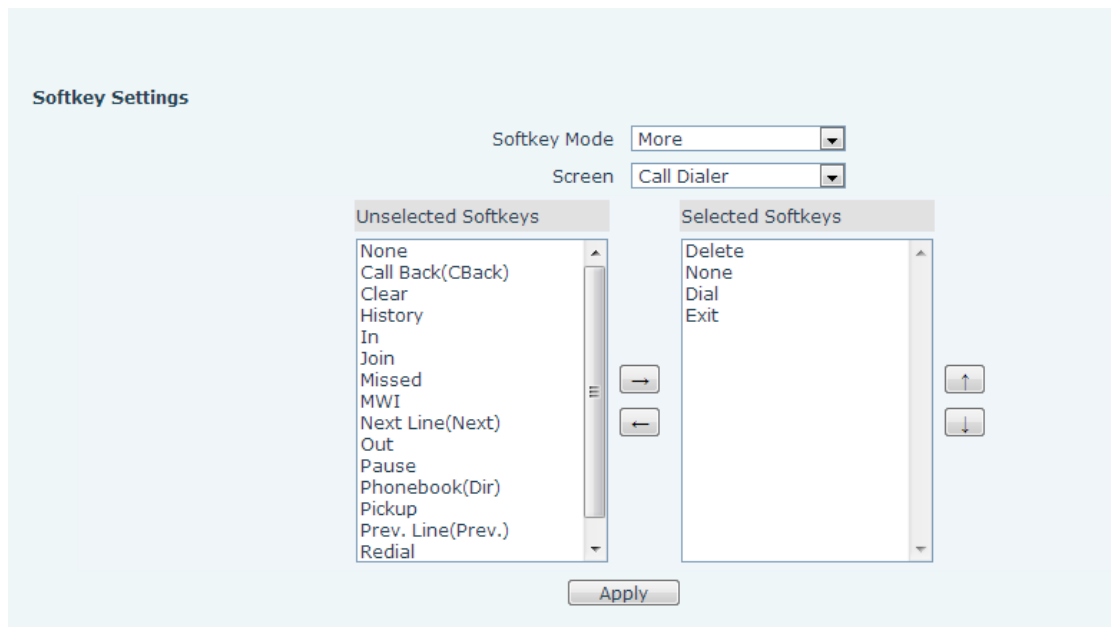 Softkey Settings
Softkey Mode More
Screen Call Dialer
Unselected Softkeys
None
Call Back(CBack)
Clear
History
In
Join
Missed
MWI
Next Line(Next)
Out
Pause
Phonebook(Dir)
Pickup
Prev. Line(Prev.)
Redial
→
←
Selected Softkeys
Delete
None
Dial
Exit
↑
↓
Apply